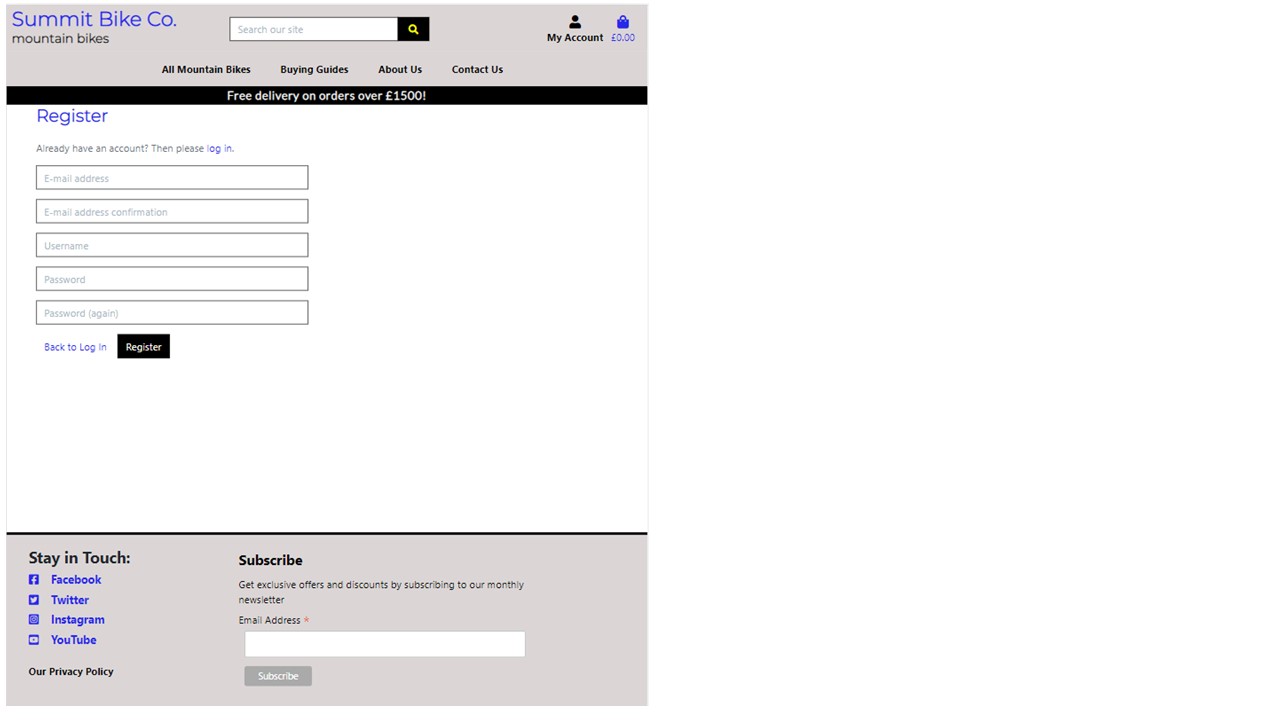 Summit Bike Co.
mountain bikes
Search our site
My Account
£0.00
All Mountain Bikes
Buying Guides
About Us
Contact Us
Free delivery on orders over £1500!
Register
Already have an account? Then please log in.
E-mail address
E-mail address confirmation
Username
Password
Password (again)
Back to Log In
Register
Stay in Touch:
Facebook
Twitter
Instagram
YouTube
Our Privacy Policy
Subscribe
Get exclusive offers and discounts by subscribing to our monthly
newsletter
Email Address *
Subscribe